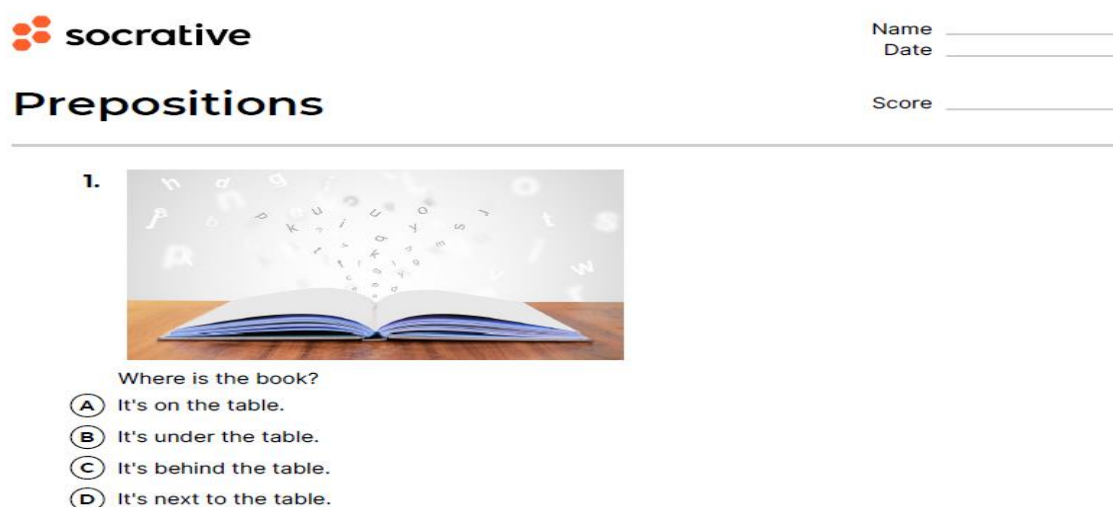 socrative
Name
Date
Prepositions
Score
1.
Where is the book?
A It's on the table.
B It's under the table.
C It's behind the table.
D It's next to the table.